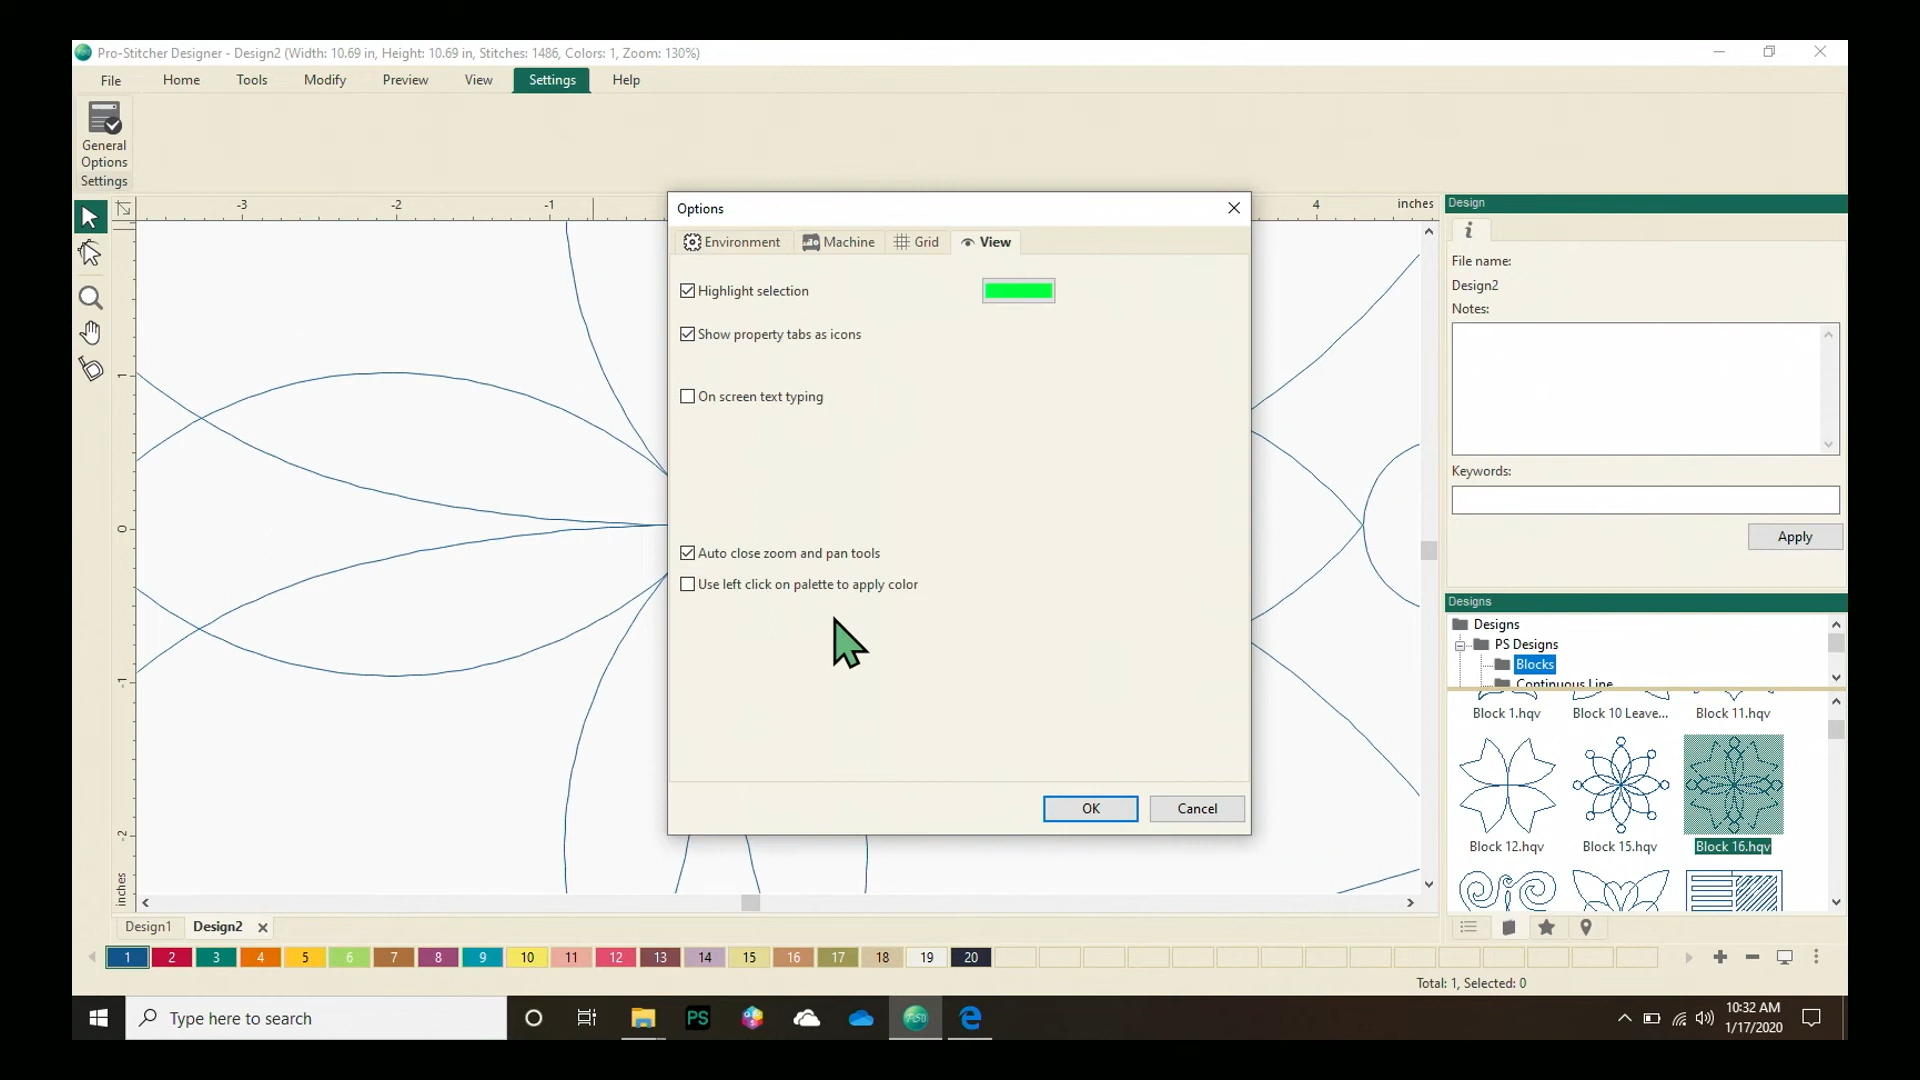 Pro-Stitcher Designer - Design2 (Width: 10.69 in, Height: 10.69 in, Stitches: 1486, Colors: 1, Zoom: 130%)
File Home Tools Modify Preview View Settings Help
General
Options
Settings
-3 -2 -1 4 inches
1
0
-1
-2
inches
Options
Environment Machine Grid View
Highlight selection
Show property tabs as icons
On screen text typing
Auto close zoom and pan tools
Use left click on palette to apply color
OK Cancel
Design
i
File name:
Design2
Notes:
Keywords:
Apply
Designs
Designs
PS Designs
Blocks
Continuous Line
Block 1.hqv Block 10 Leave... Block 11.hqv
Block 12.hqv Block 15.hqv Block 16.hqv
Design1 Design2
1 2 3 4 5 6 7 8 9 10 11 12 13 14 15 16 17 18 19 20
Total: 1, Selected: 0
Type here to search
PS
PSD
10:32 AM
1/17/2020